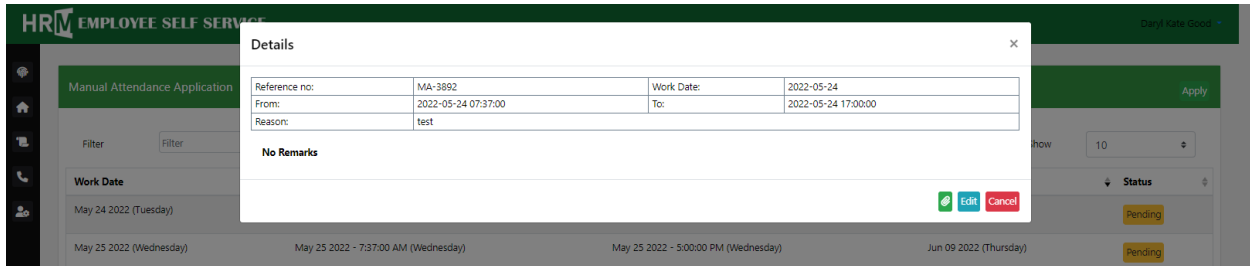 HRM EMPLOYEE SELF SERVICE
Daryl Kate Good
Details ×
Manual Attendance Application
Apply
Reference no: MA-3892 Work Date: 2022-05-24
From: 2022-05-24 07:37:00 To: 2022-05-24 17:00:00
Reason: test
Filter Filter
how 10
No Remarks
Work Date Status
Edit Cancel
May 24 2022 (Tuesday) Pending
May 25 2022 (Wednesday) May 25 2022 - 7:37:00 AM (Wednesday) May 25 2022 - 5:00:00 PM (Wednesday) Jun 09 2022 (Thursday) Pending